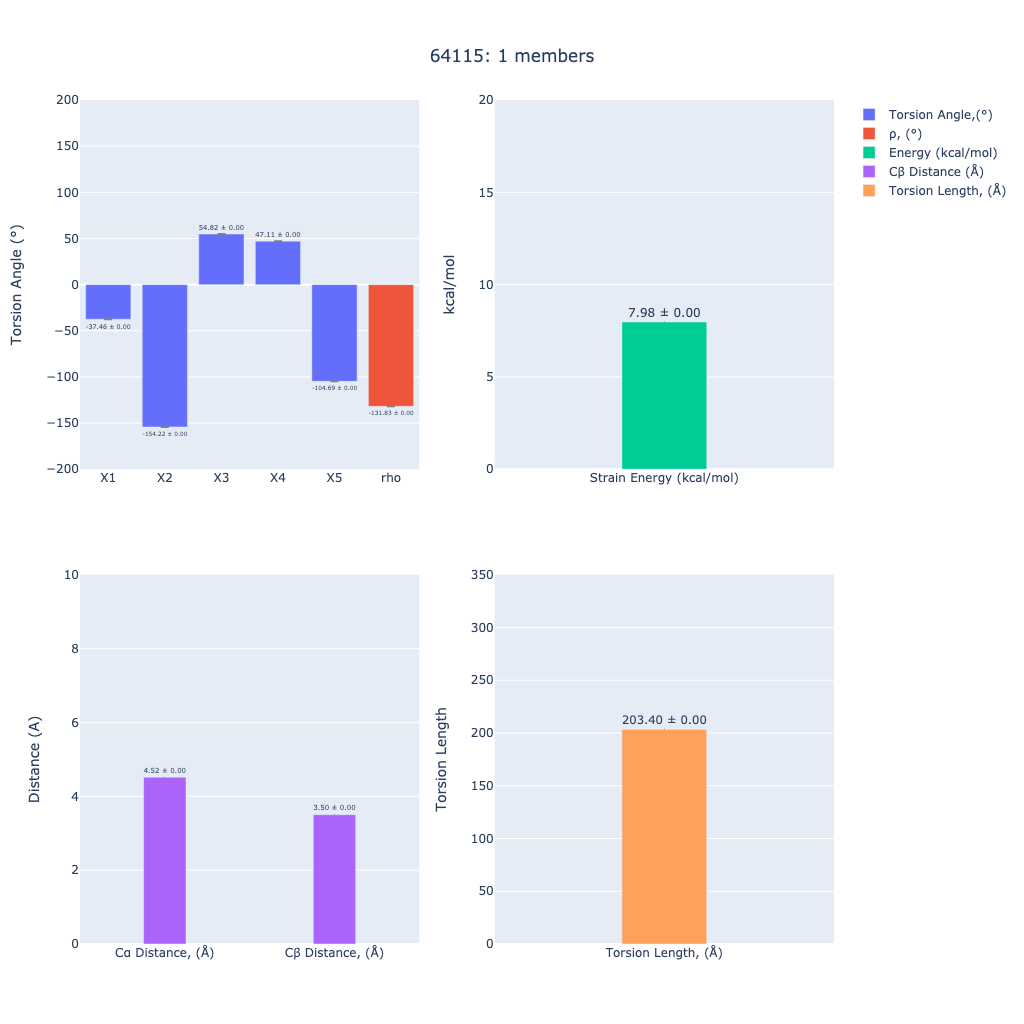 64115: 1 members
Torsion Angle (°)
200
150
100
50
0
−50
−100
−150
−200
-37.46 ± 0.00
-154.22 ± 0.00
54.82 ± 0.00
47.11 ± 0.00
-104.69 ± 0.00
-131.83 ± 0.00
X1 X2 X3 X4 X5 rho
kcal/mol
20
15
10
5
0
7.98 ± 0.00
Strain Energy (kcal/mol)
Torsion Angle,(°)
ρ, (°)
Energy (kcal/mol)
Cβ Distance (Å)
Torsion Length, (Å)
Distance (A)
10
8
6
4
2
0
4.52 ± 0.00
3.50 ± 0.00
Cα Distance, (Å) Cβ Distance, (Å)
Torsion Length
350
300
250
200
150
100
50
0
203.40 ± 0.00
Torsion Length, (Å)